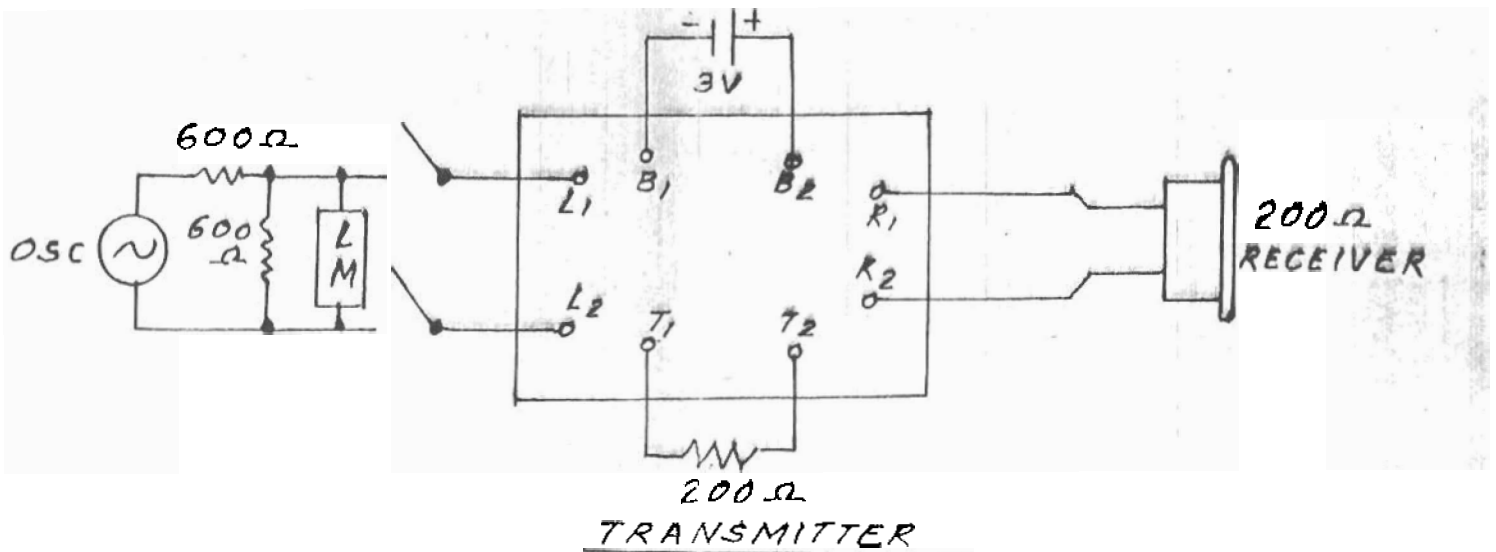 - +
3V
600Ω
OSC
600
Ω
L
M
L1
B1
B2
R1
R2
L2
T1
T2
200Ω
RECEIVER
200Ω
TRANSMITTER